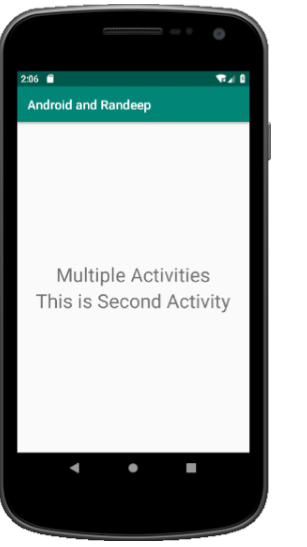 2:06
Android and Randeep
Multiple Activities
This is Second Activity